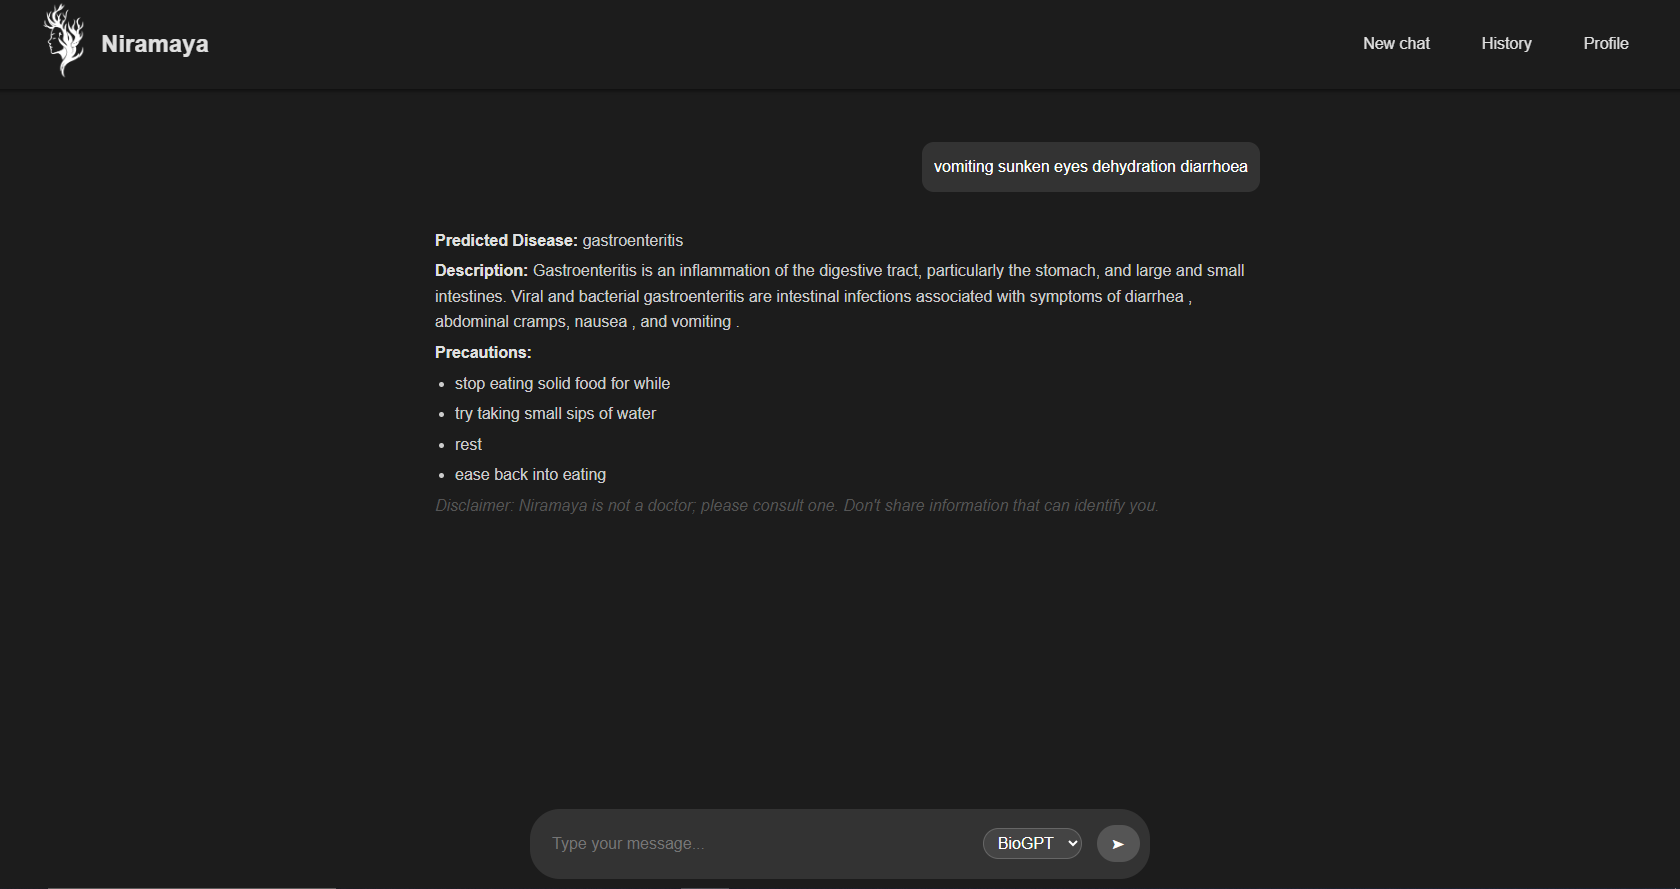 Niramaya
New chat
History
Profile
vomiting sunken eyes dehydration diarrhoea
Predicted Disease: gastroenteritis
Description: Gastroenteritis is an inflammation of the digestive tract, particularly the stomach, and large and small
intestines. Viral and bacterial gastroenteritis are intestinal infections associated with symptoms of diarrhea ,
abdominal cramps, nausea , and vomiting .
Precautions:
• stop eating solid food for while
• try taking small sips of water
• rest
• ease back into eating
Disclaimer: Niramaya is not a doctor; please consult one. Don't share information that can identify you.
Type your message...
BioGPT